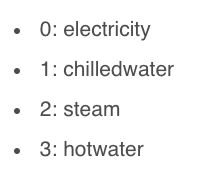 • 0: electricity
• 1: chilledwater
• 2: steam
• 3: hotwater